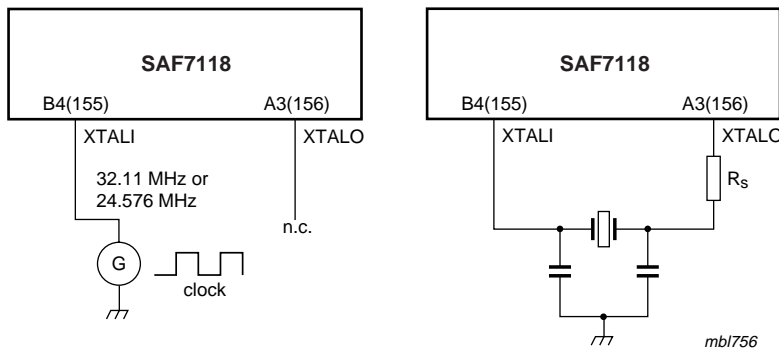 SAF7118
B4(155) A3(156)
XTALI XTALO
32.11 MHz or
24.576 MHz
n.c.
G
clock
SAF7118
B4(155) A3(156)
XTALI XTALO
Rs
mbl756